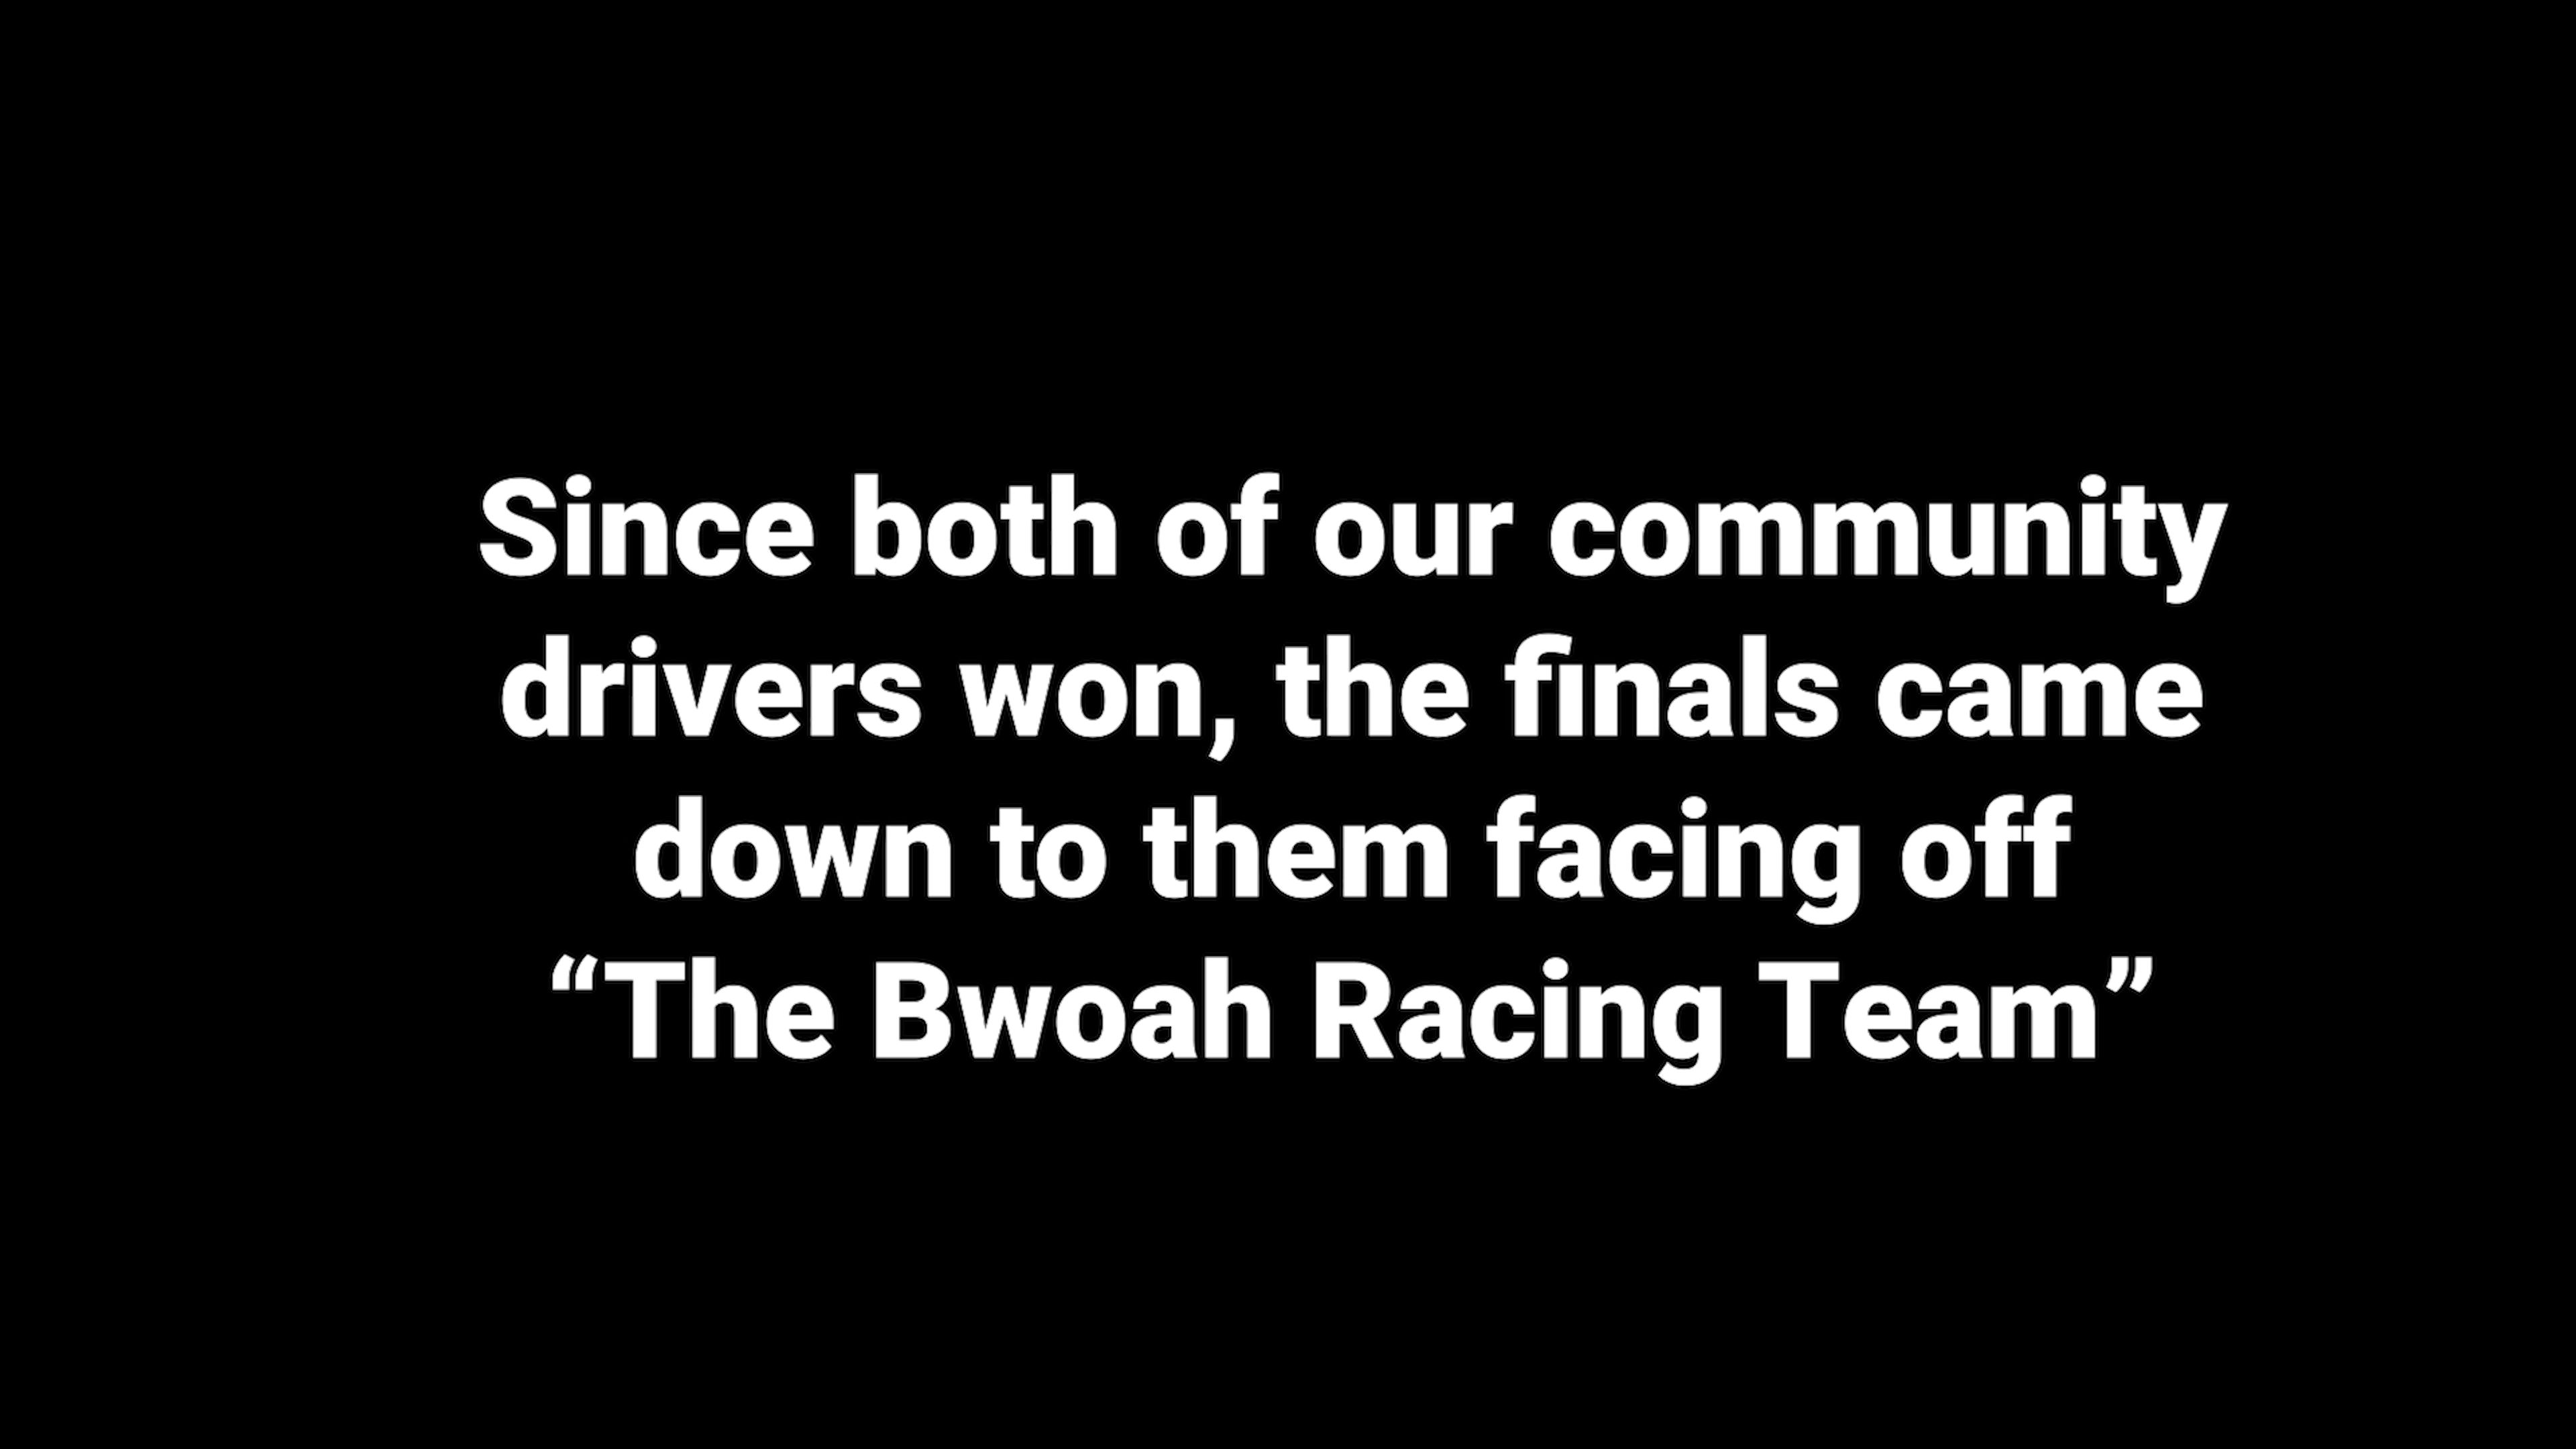 Since both of our community
drivers won, the finals came
down to them facing off
“The Bwoah Racing Team”